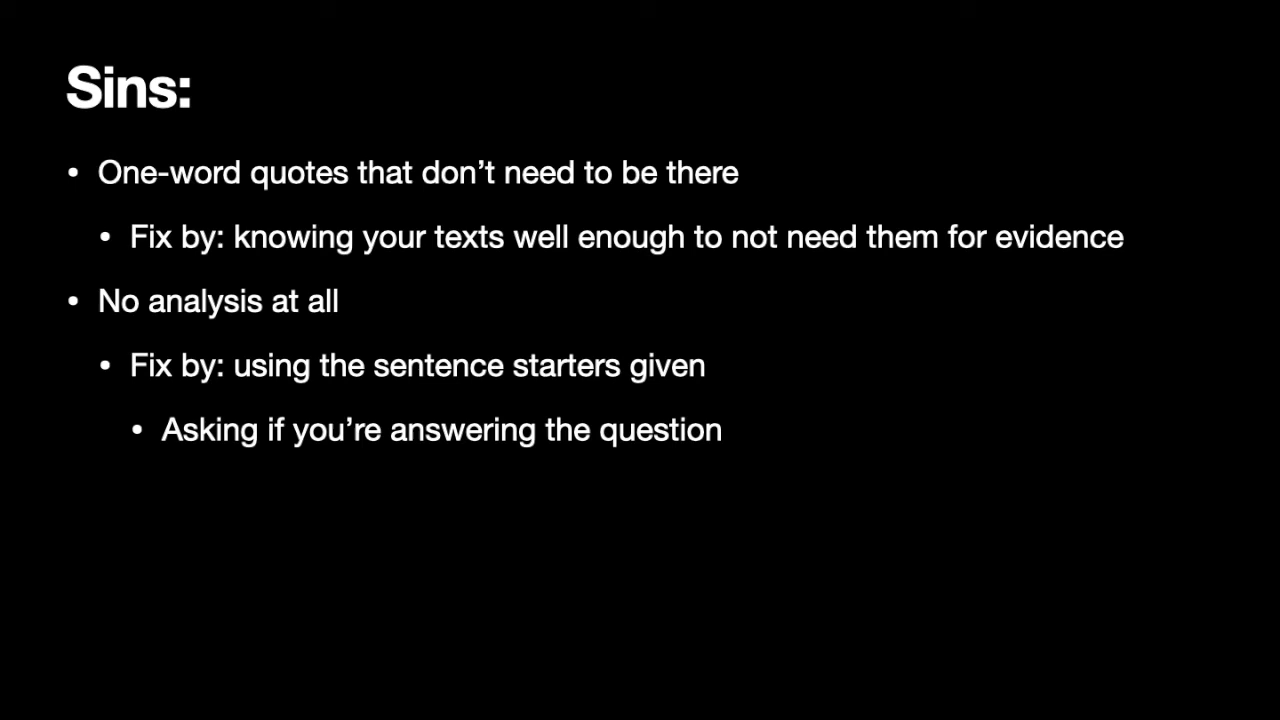 Sins:
• One-word quotes that don’t need to be there
• Fix by: knowing your texts well enough to not need them for evidence
• No analysis at all
• Fix by: using the sentence starters given
• Asking if you’re answering the question